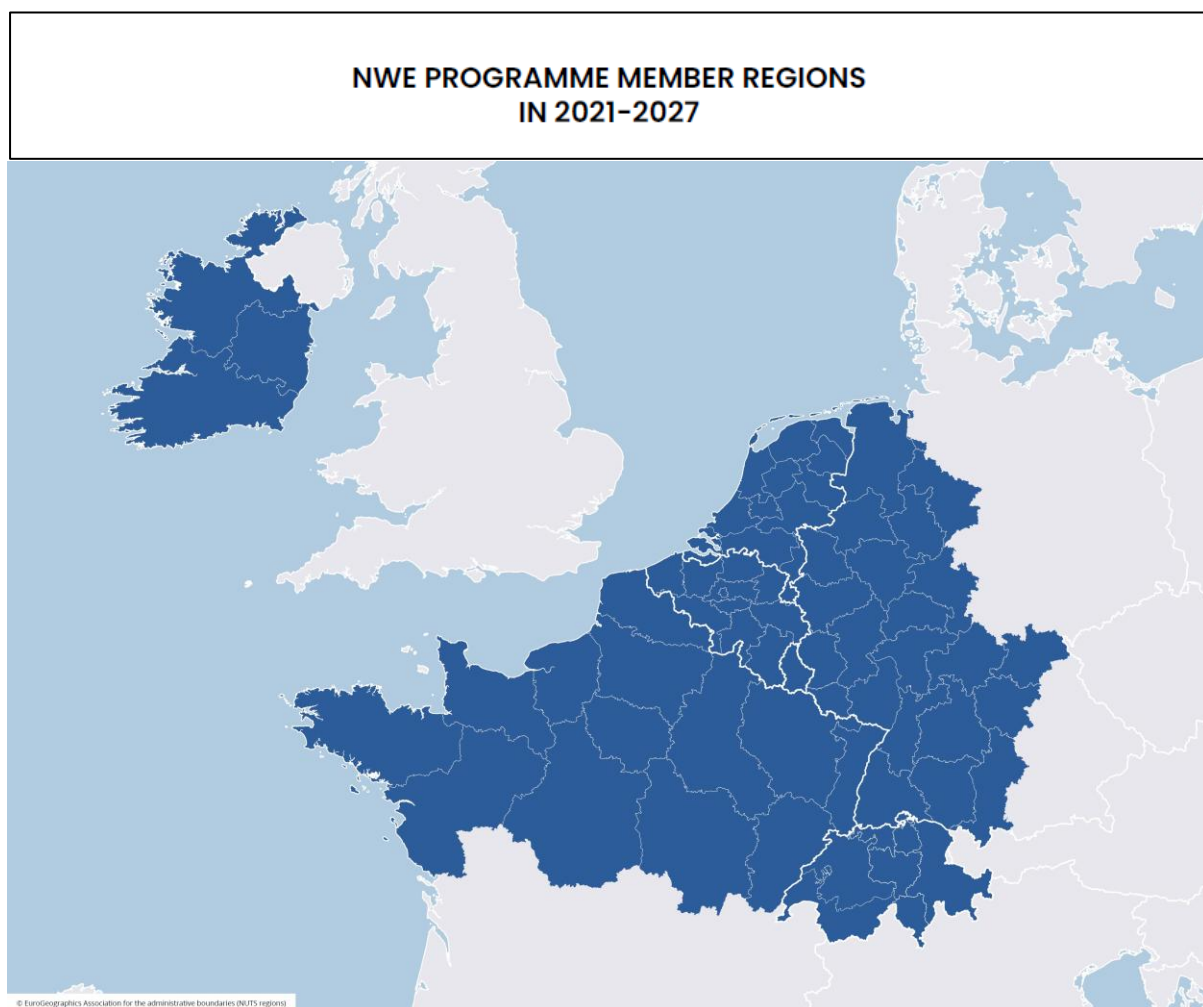 NWE PROGRAMME MEMBER REGIONS
IN 2021-2027
© EuroGeographics Association for the administrative boundaries (NUTS regions)